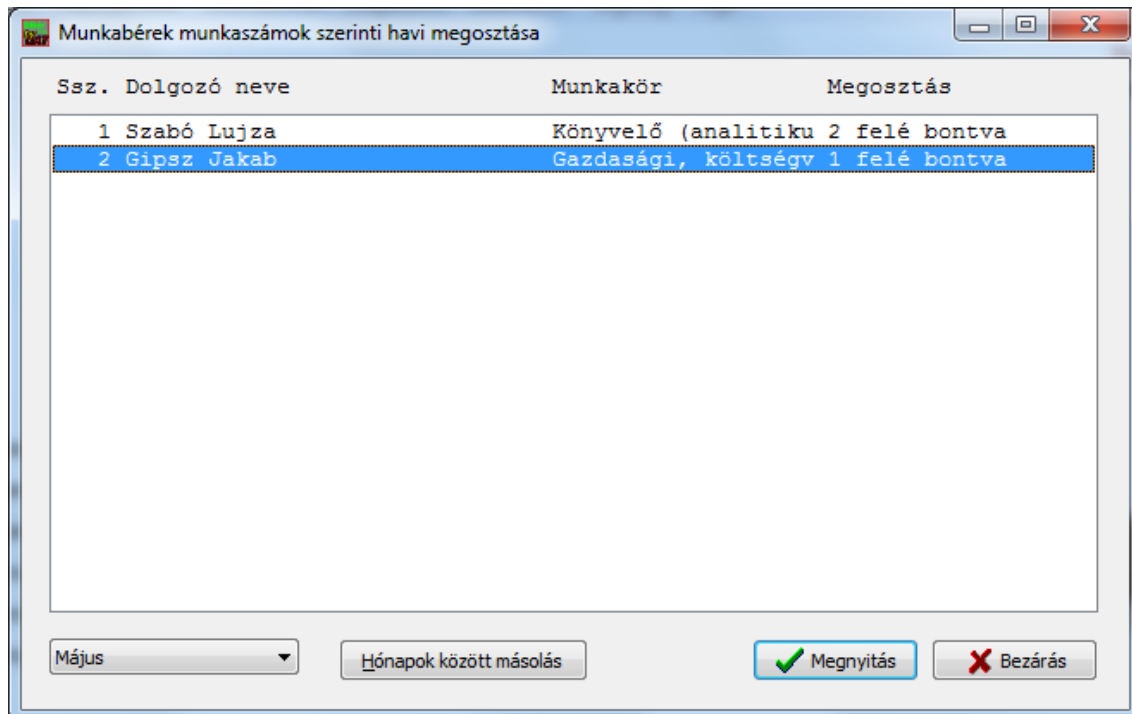 Munkabérek munkaszámok szerinti havi megosztása
Ssz. Dolgozó neve Munkakör Megosztás
1 Szabó Lujza Könyvelő (analitiku 2 felé bontva
2 Gipsz Jakab Gazdasági, költségv 1 felé bontva
Május Hónapok között másolás Megnyitás Bezárás